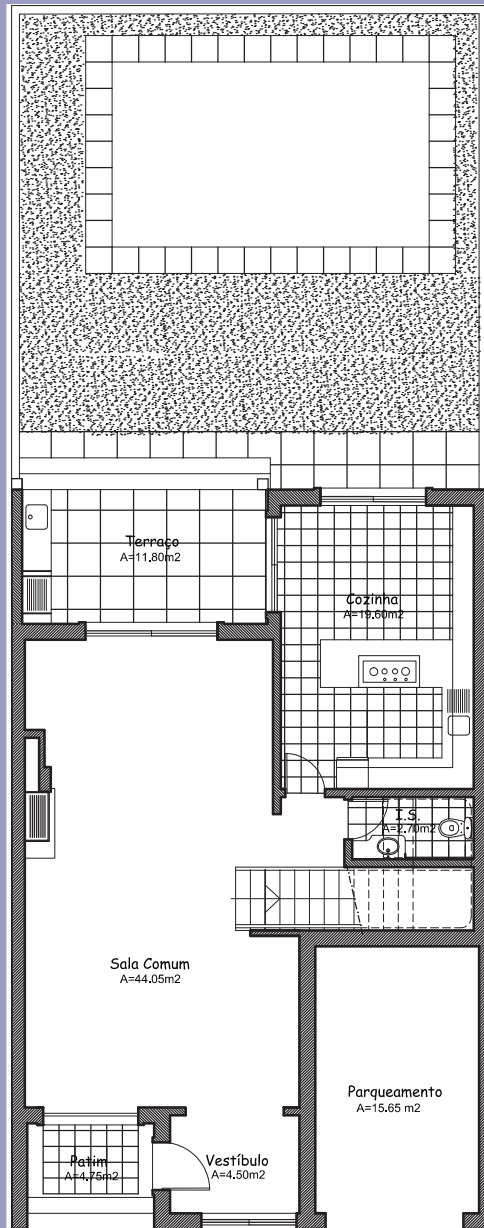 Terraço
A=11.80m2
Cozinha
A=19.60m2
I.S.
A=2.70m2
Sala Comum
A=44.05m2
Parqueamento
A=15.65 m2
Patim
A=4.75m2
Vestíbulo
A=4.50m2